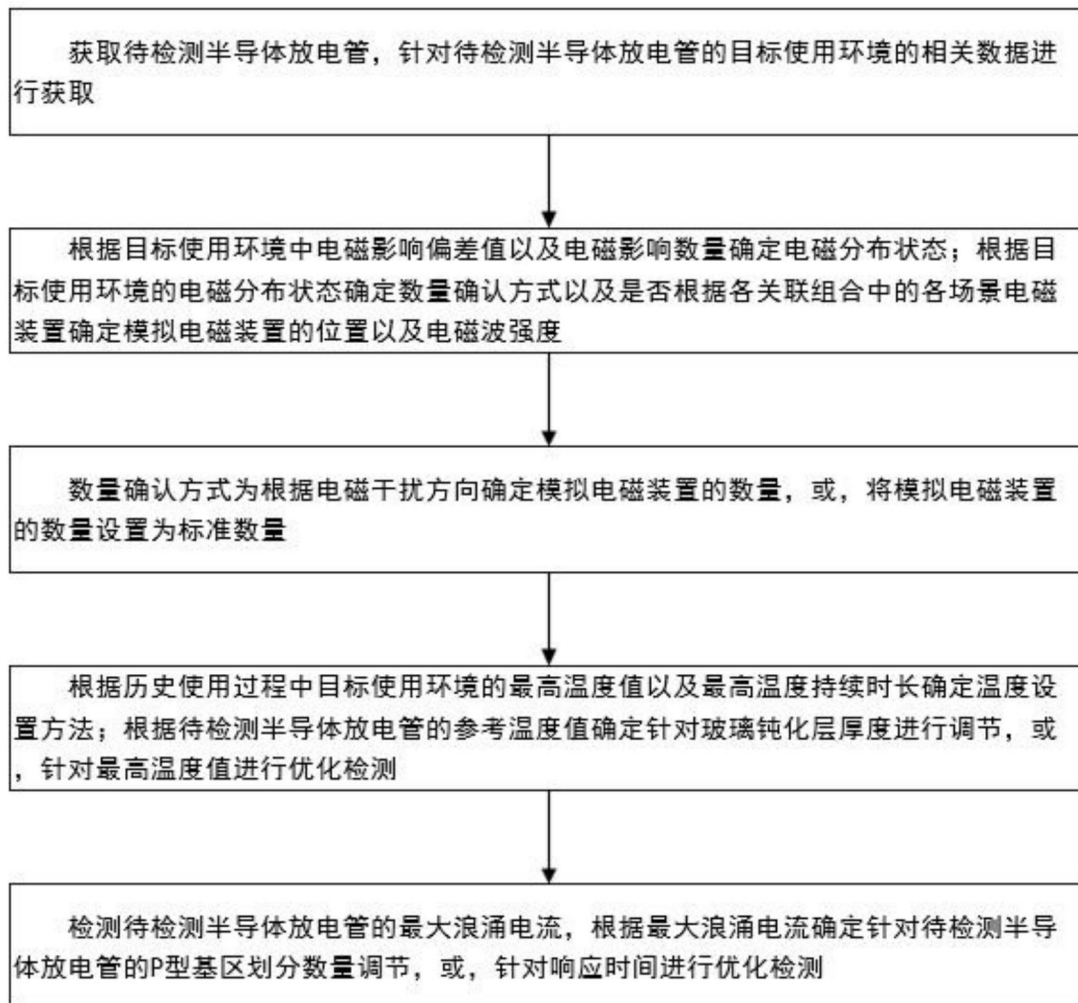 获取待检测半导体放电管，针对待检测半导体放电管的目标使用环境的相关数据进
行获取
根据目标使用环境中电磁影响偏差值以及电磁影响数量确定电磁分布状态；根据目
标使用环境的电磁分布状态确定数量确认方式以及是否根据各关联组合中的各场景电磁
装置确定模拟电磁装置的位置以及电磁波强度
数量确认方式为根据电磁干扰方向确定模拟电磁装置的数量，或，将模拟电磁装置
的数量设置为标准数量
根据历史使用过程中目标使用环境的最高温度值以及最高温度持续时长确定温度设
置方法；根据待检测半导体放电管的参考温度值确定针对玻璃钝化层厚度进行调节，或
，针对最高温度值进行优化检测
检测待检测半导体放电管的最大浪涌电流，根据最大浪涌电流确定针对待检测半导
体放电管的P型基区划分数量调节，或，针对响应时间进行优化检测